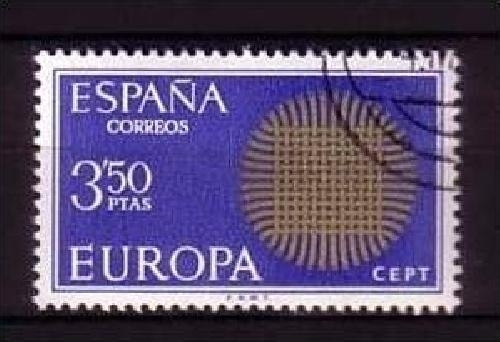 ESPAÑA
CORREOS
3'50
PTAS
EUROPA
CEPT